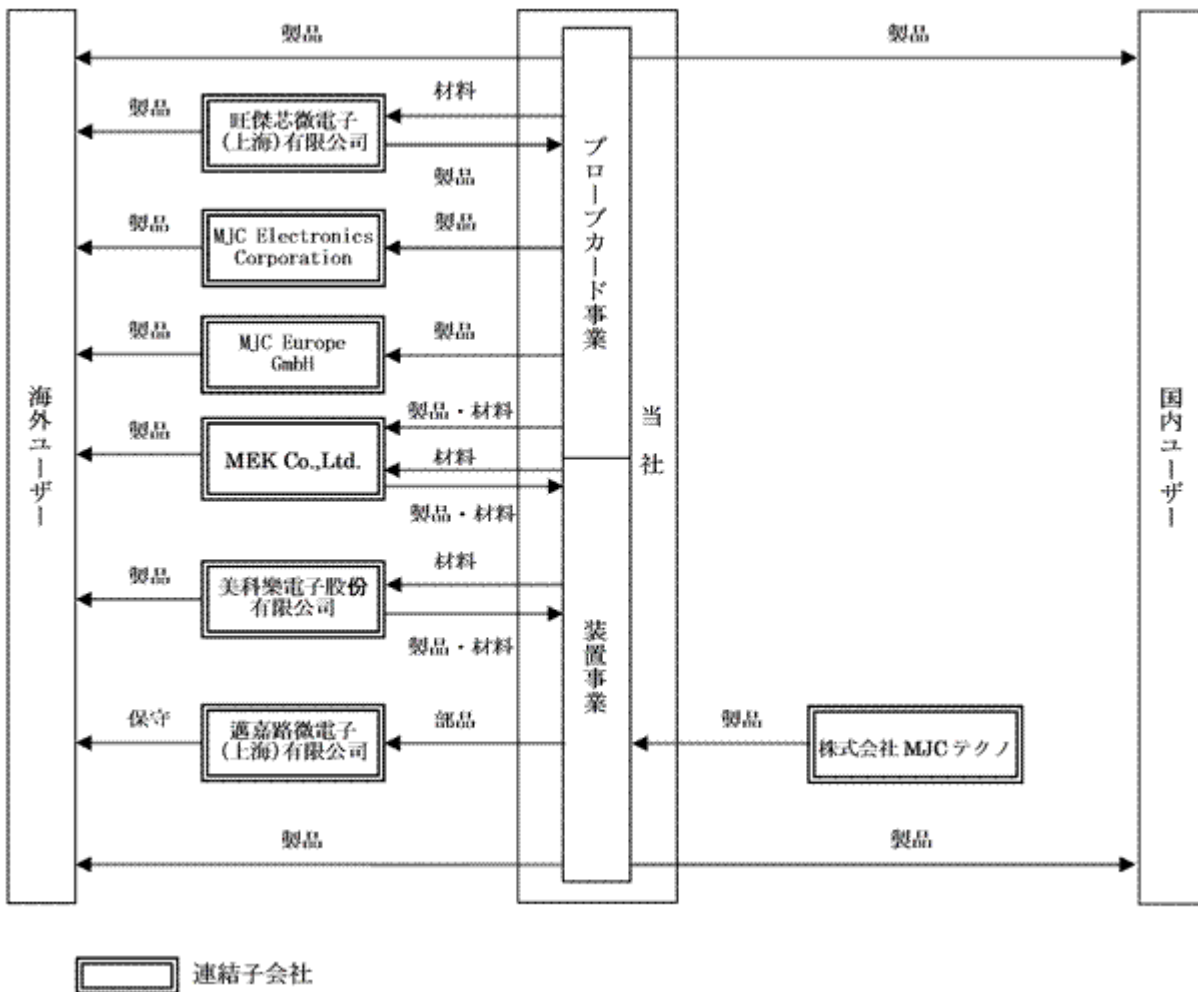 製品
製品
材料
製品
旺傑芯微電子
(上海)有限公司
製品
製品
製品
MJC Electronics
Corporation
製品
製品
MJC Europe
GmbH
製品・材料
製品
MEK Co.,Ltd.
材料
製品・材料
材料
製品
美科樂電子股份
有限公司
製品・材料
保守
部品
邁嘉路微電子
(上海)有限公司
製品
株式会社 MJC テクノ
製品
製品
海外ユーザー
プローブカード事業
装置事業
当社
国内ユーザー
連結子会社